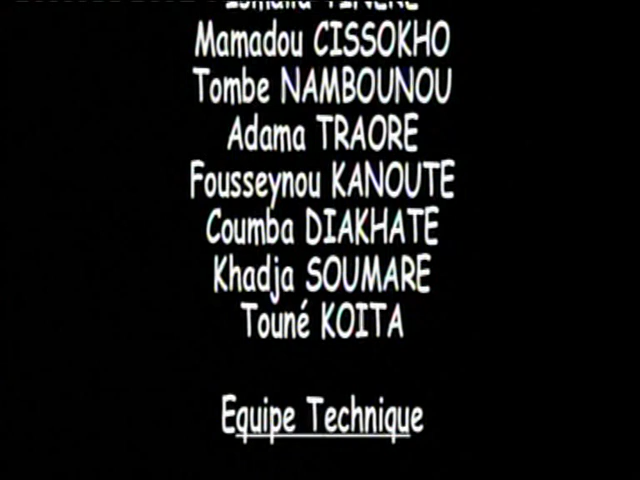 Mamadou CISSOKHO
Tombe NAMBOUNOU
Adama TRAORE
Fousseynou KANOUTE
Coumba DIAKHATE
Khadja SOUMARE
Touné KOITA
Equipe Technique